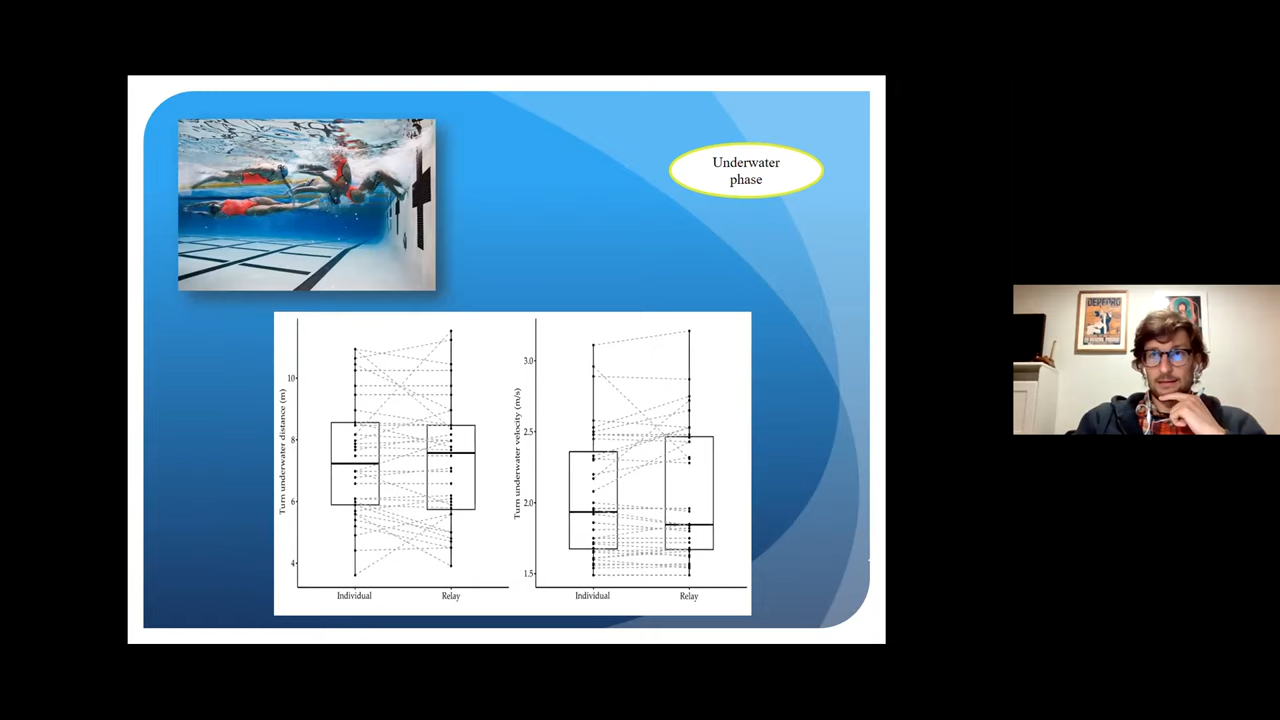 Underwater
phase
Turn underwater distance (m)
10
8
6
4
Individual
Relay
Turn underwater velocity (m/s)
3.0
2.5
2.0
1.5
Individual
Relay